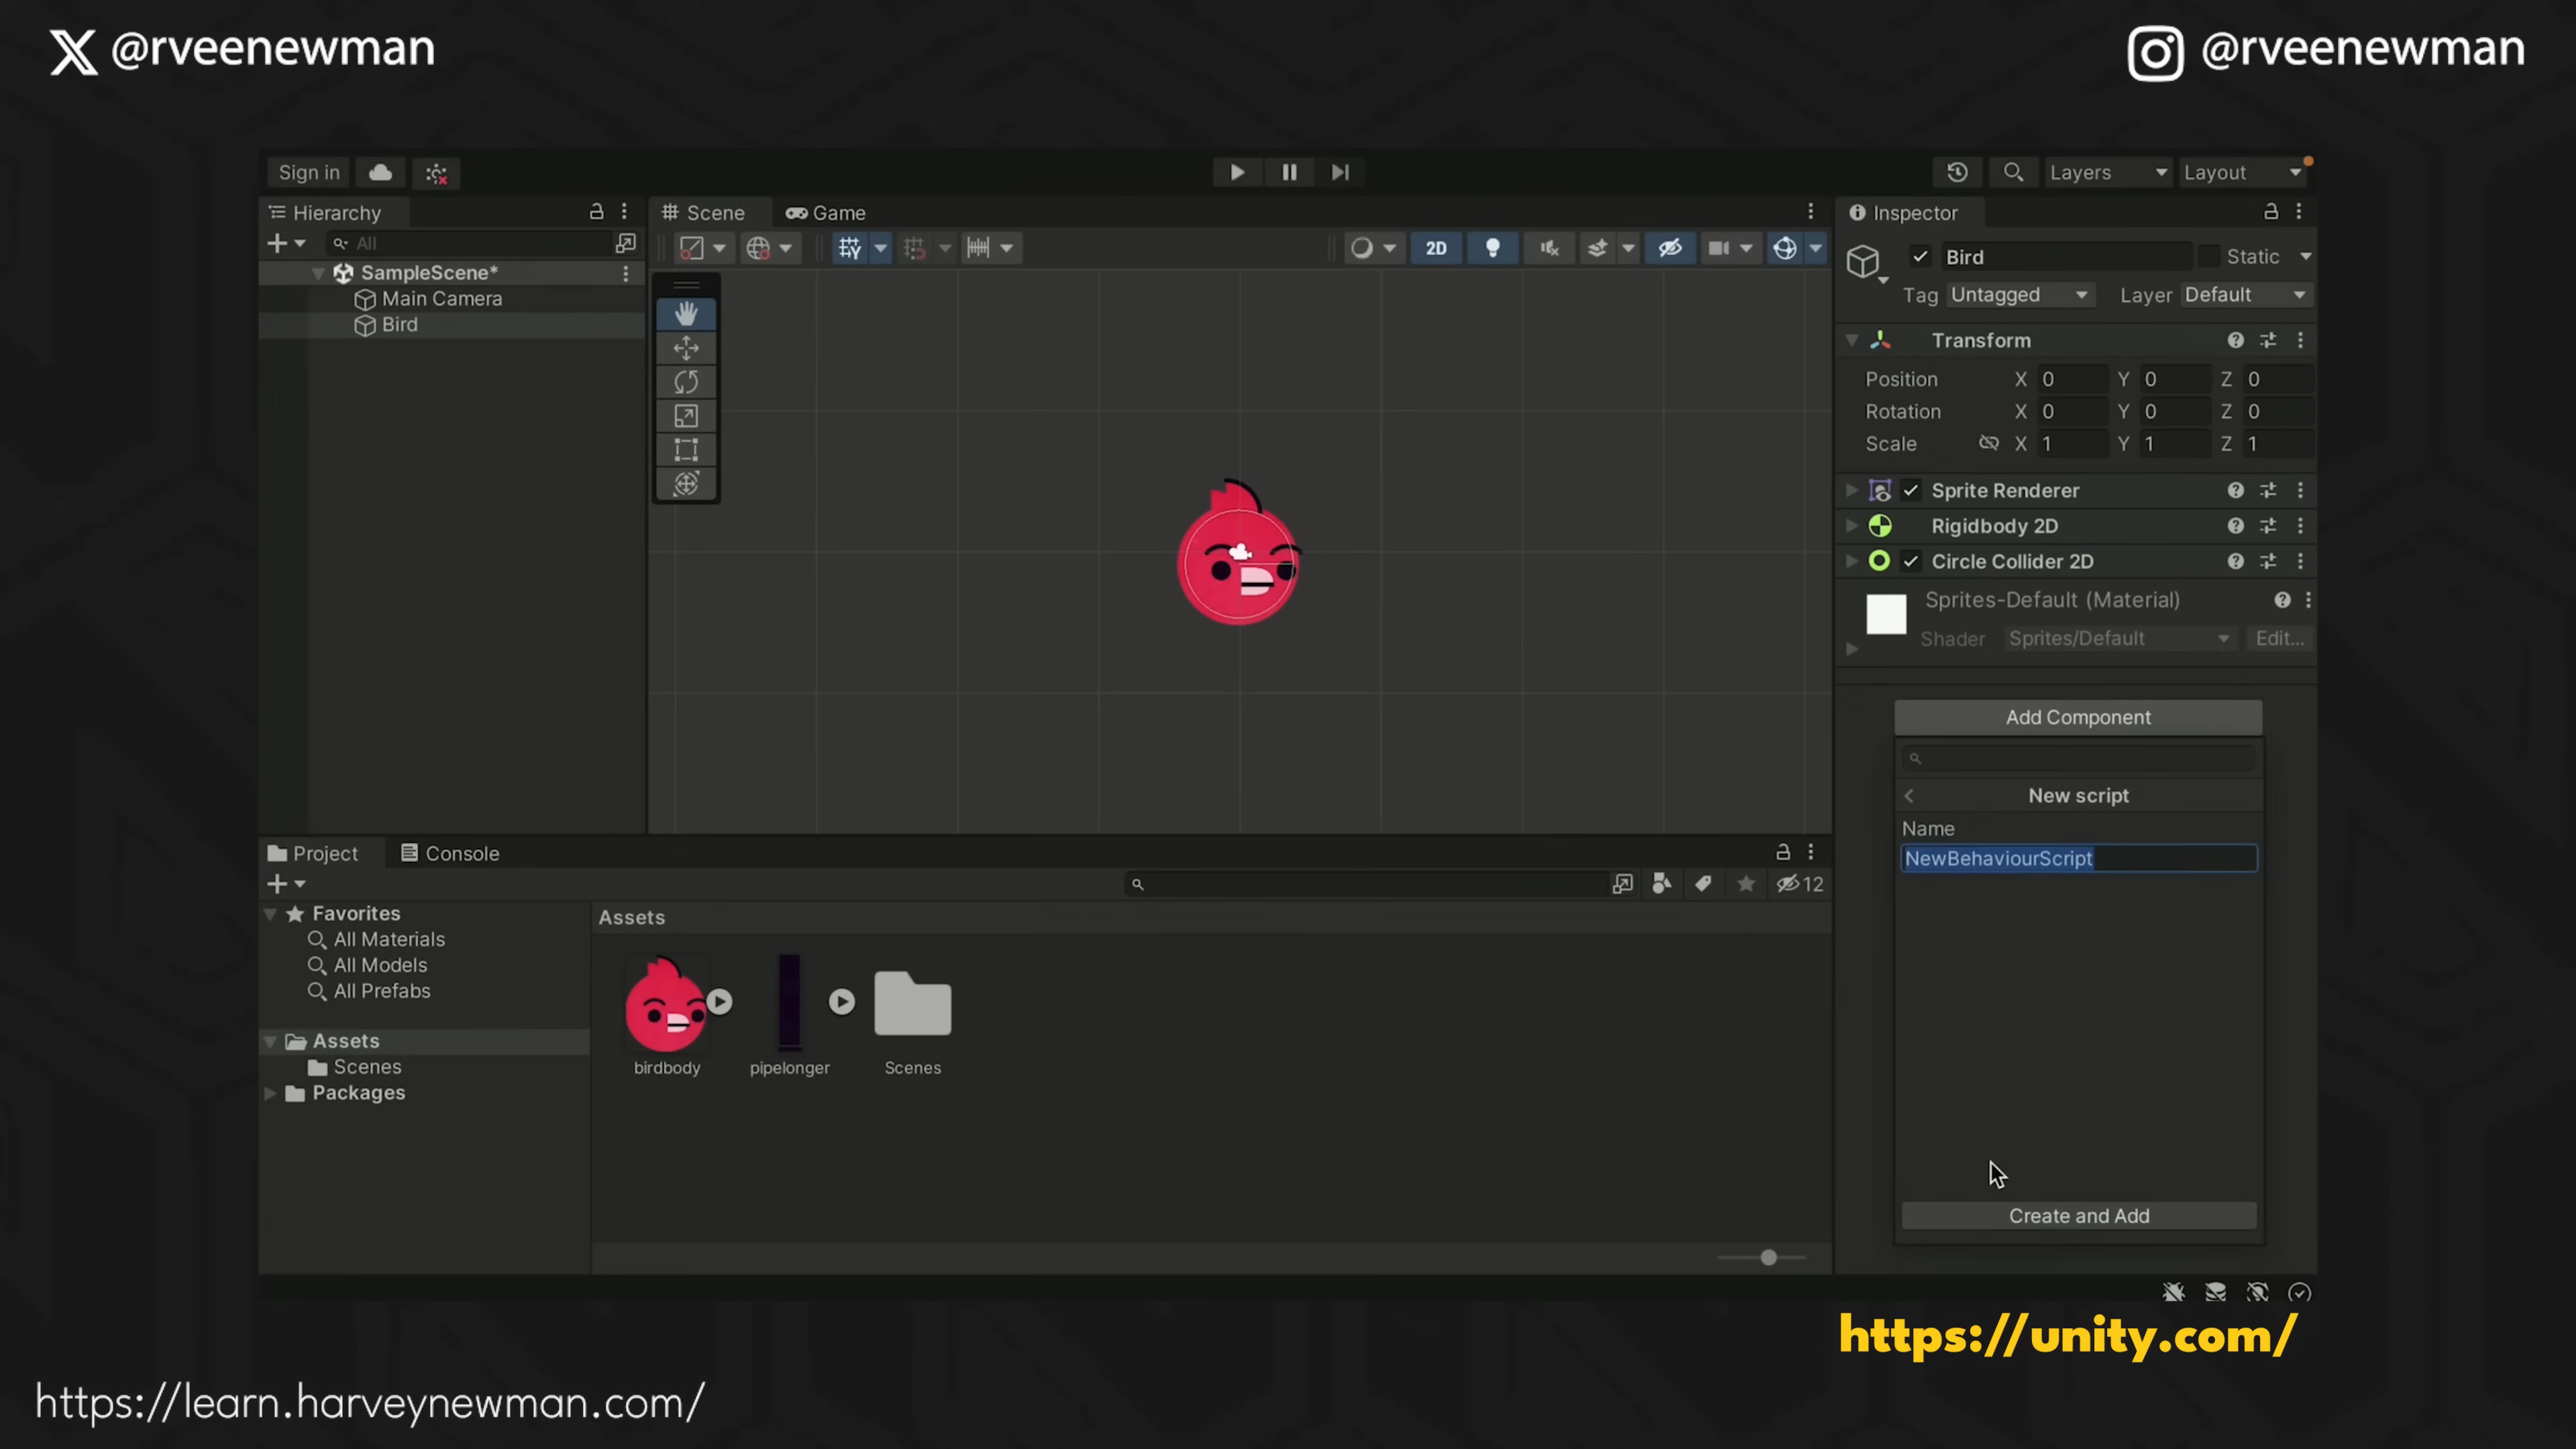 @rveenewman
@rveenewman
Sign in
Layers
Layout
Hierarchy
All
SampleScene*
Main Camera
Bird
Scene
Game
2D
Inspector
Bird
Static
Tag Untagged
Layer Default
Transform
Position X 0 Y 0 Z 0
Rotation X 0 Y 0 Z 0
Scale X 1 Y 1 Z 1
Sprite Renderer
Rigidbody 2D
Circle Collider 2D
Sprites-Default (Material)
Shader Sprites/Default Edit...
Add Component
New script
Name
NewBehaviourScript
Create and Add
Project
Console
12
Favorites
All Materials
All Models
All Prefabs
Assets
Scenes
Packages
Assets
birdbody
pipelonger
Scenes
https://unity.com/
https://learn.harveynewman.com/